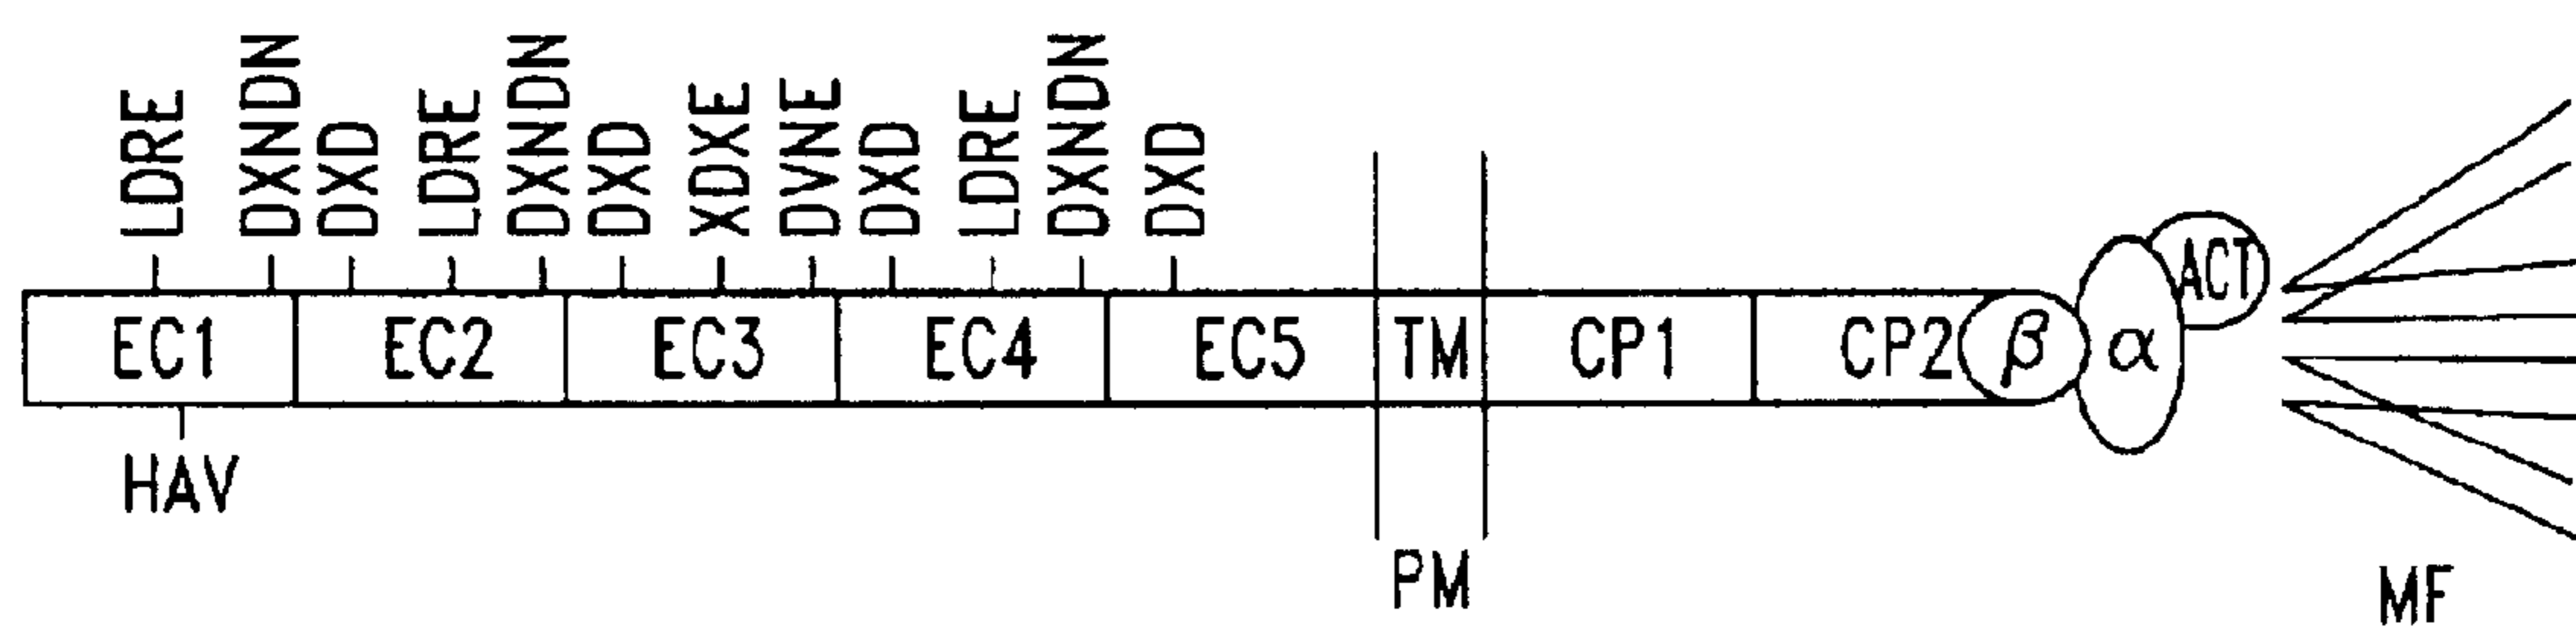 LDRE DXNDN DXD LDRE DXNDN DXD XDXE DVNE DXD LDRE DXNDN DXD
EC1 EC2 EC3 EC4 EC5 TM CP1 CP2 β α ACT
HAV
PM
MF